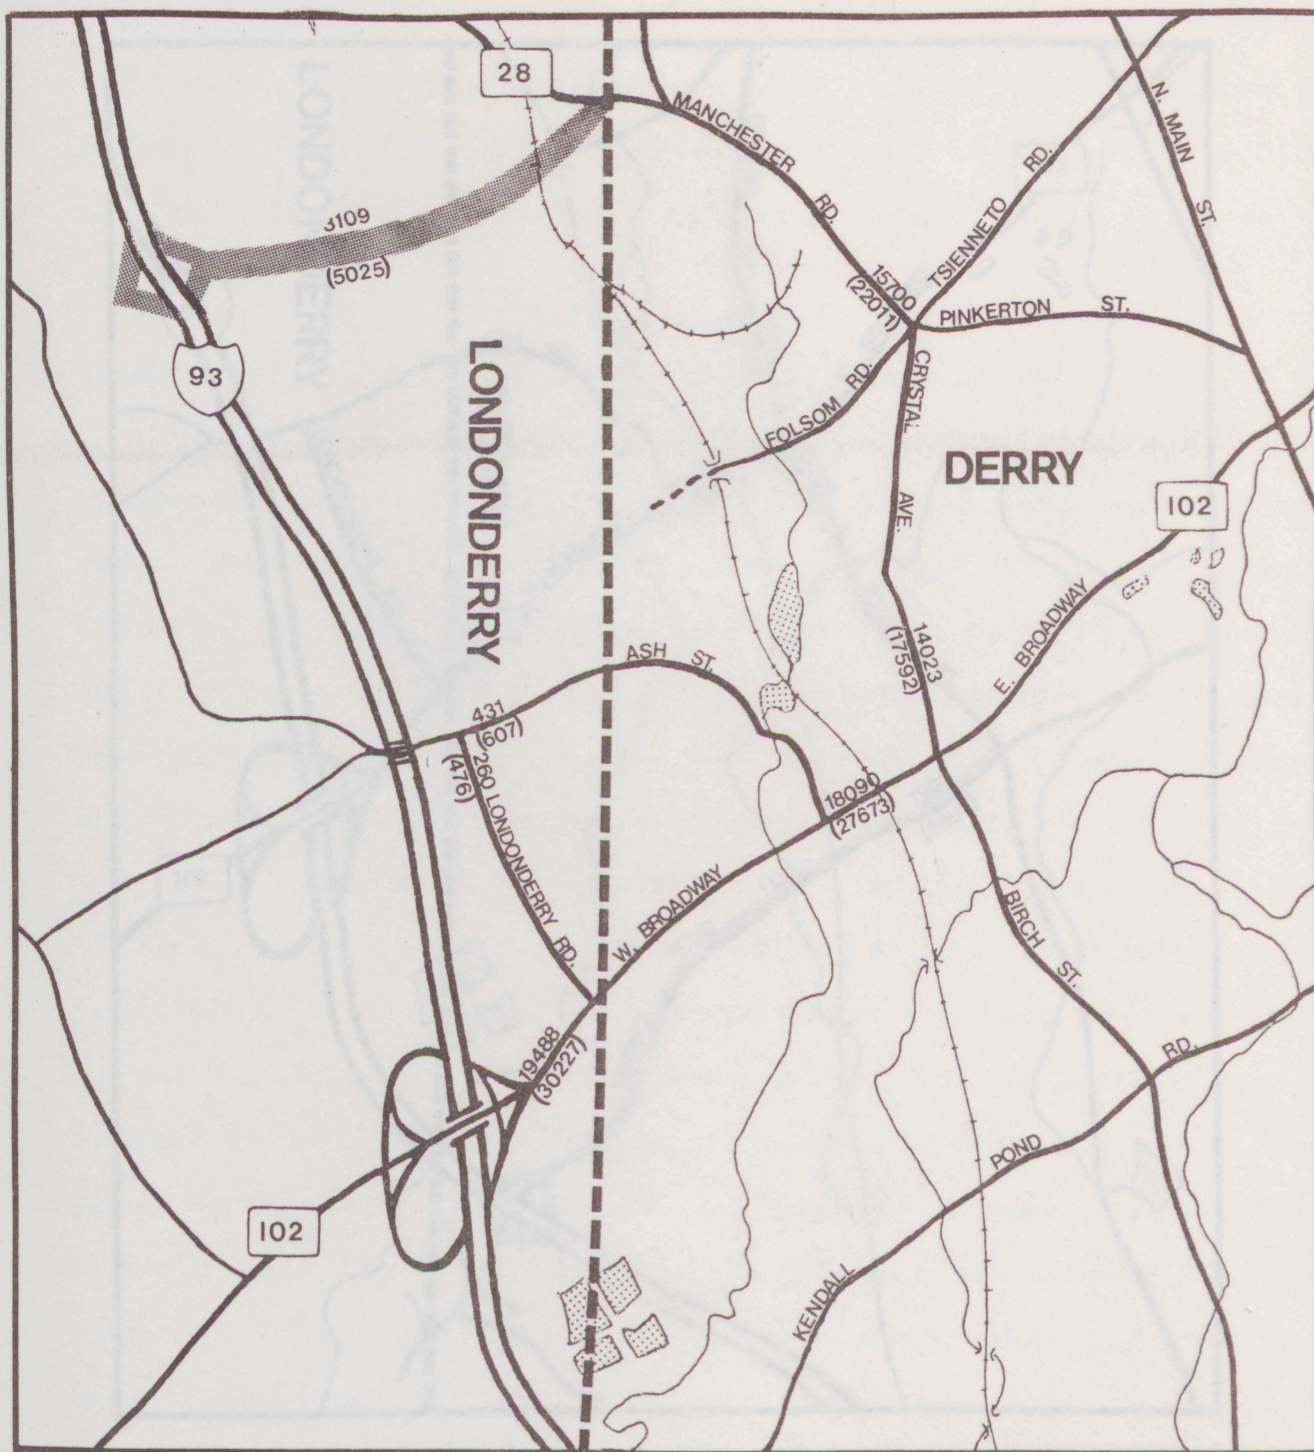 28
MANCHESTER RD.
N. MAIN ST.
TSIENNETO RD.
3109
(5025)
15700
(22011)
PINKERTON ST.
93
LONDONDERRY
FOLSOM RD.
CRYSTAL AVE.
DERRY
102
14023
(17592)
E. BROADWAY
ASH ST.
431
(607)
260 LONDONDERRY RD.
(476)
18090
(27673)
W. BROADWAY
BIRCH ST.
19488
(30227)
KENDALL POND RD.
102
LONDONDERRY
102